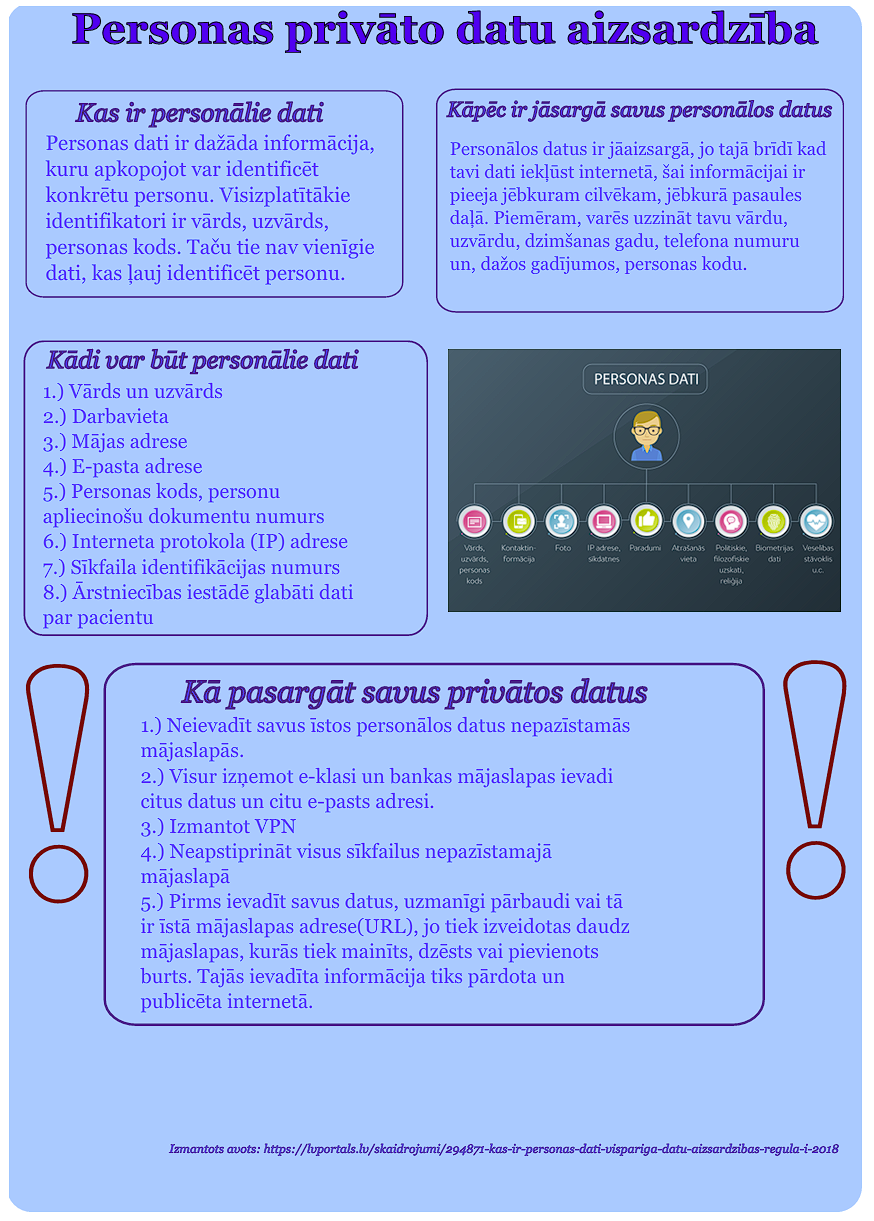 Personas privāto datu aizsardzība
Kas ir personālie dati
Personas dati ir dažāda informācija,
kuru apkopojot var identificēt
konkrētu personu. Visizplatītākie
identifikatori ir vārds, uzvārds,
personas kods. Taču tie nav vienīgie
dati, kas ļauj identificēt personu.
Kāpēc ir jāsargā savus personālos datus
Personālos datus ir jāaizsargā, jo tajā brīdī kad
tavi dati iekļūst internetā, šai informācijai ir
pieeja jēbkuram cilvēkam, jēbkurā pasaules
daļā. Piemēram, varēs uzzināt tavu vārdu,
uzvārdu, dzimšanas gadu, telefona numuru
un, dažos gadījumos, personas kodu.
Kādi var būt personālie dati
1.) Vārds un uzvārds
2.) Darbavieta
3.) Mājas adrese
4.) E-pasta adrese
5.) Personas kods, personu
apliecinošu dokumentu numurs
6.) Interneta protokola (IP) adrese
7.) Sīkfaila identifikācijas numurs
8.) Ārstniecības iestādē glabāti dati
par pacientu
PERSONAS DATI
Vārds,
uzvārds,
personas
kods
Kontaktin-
formācija
Foto
IP adrese,
sīkdatnes
Paradumi
Atrašanās
vieta
Politiskie,
filozofiskie
uzskati,
reliģija
Biometrijas
dati
Veselības
stāvoklis
u.c.
Kā pasargāt savus privātos datus
1.) Neievadīt savus īstos personālos datus nepazīstamās
mājaslapās.
2.) Visur izņemot e-klasi un bankas mājaslapas ievadi
citus datus un citu e-pasts adresi.
3.) Izmantot VPN
4.) Neapstiprināt visus sīkfailus nepazīstamajā
mājaslapā
5.) Pirms ievadīt savus datus, uzmanīgi pārbaudi vai tā
ir īstā mājaslapas adrese(URL), jo tiek izveidotas daudz
mājaslapas, kurās tiek mainīts, dzēsts vai pievienots
burts. Tajās ievadīta informācija tiks pārdota un
publicēta internetā.
! !
Izmantots avots: https://lvportals.lv/skaidrojumi/294871-kas-ir-personas-dati-vispariga-datu-aizsardzibas-regula-i-2018